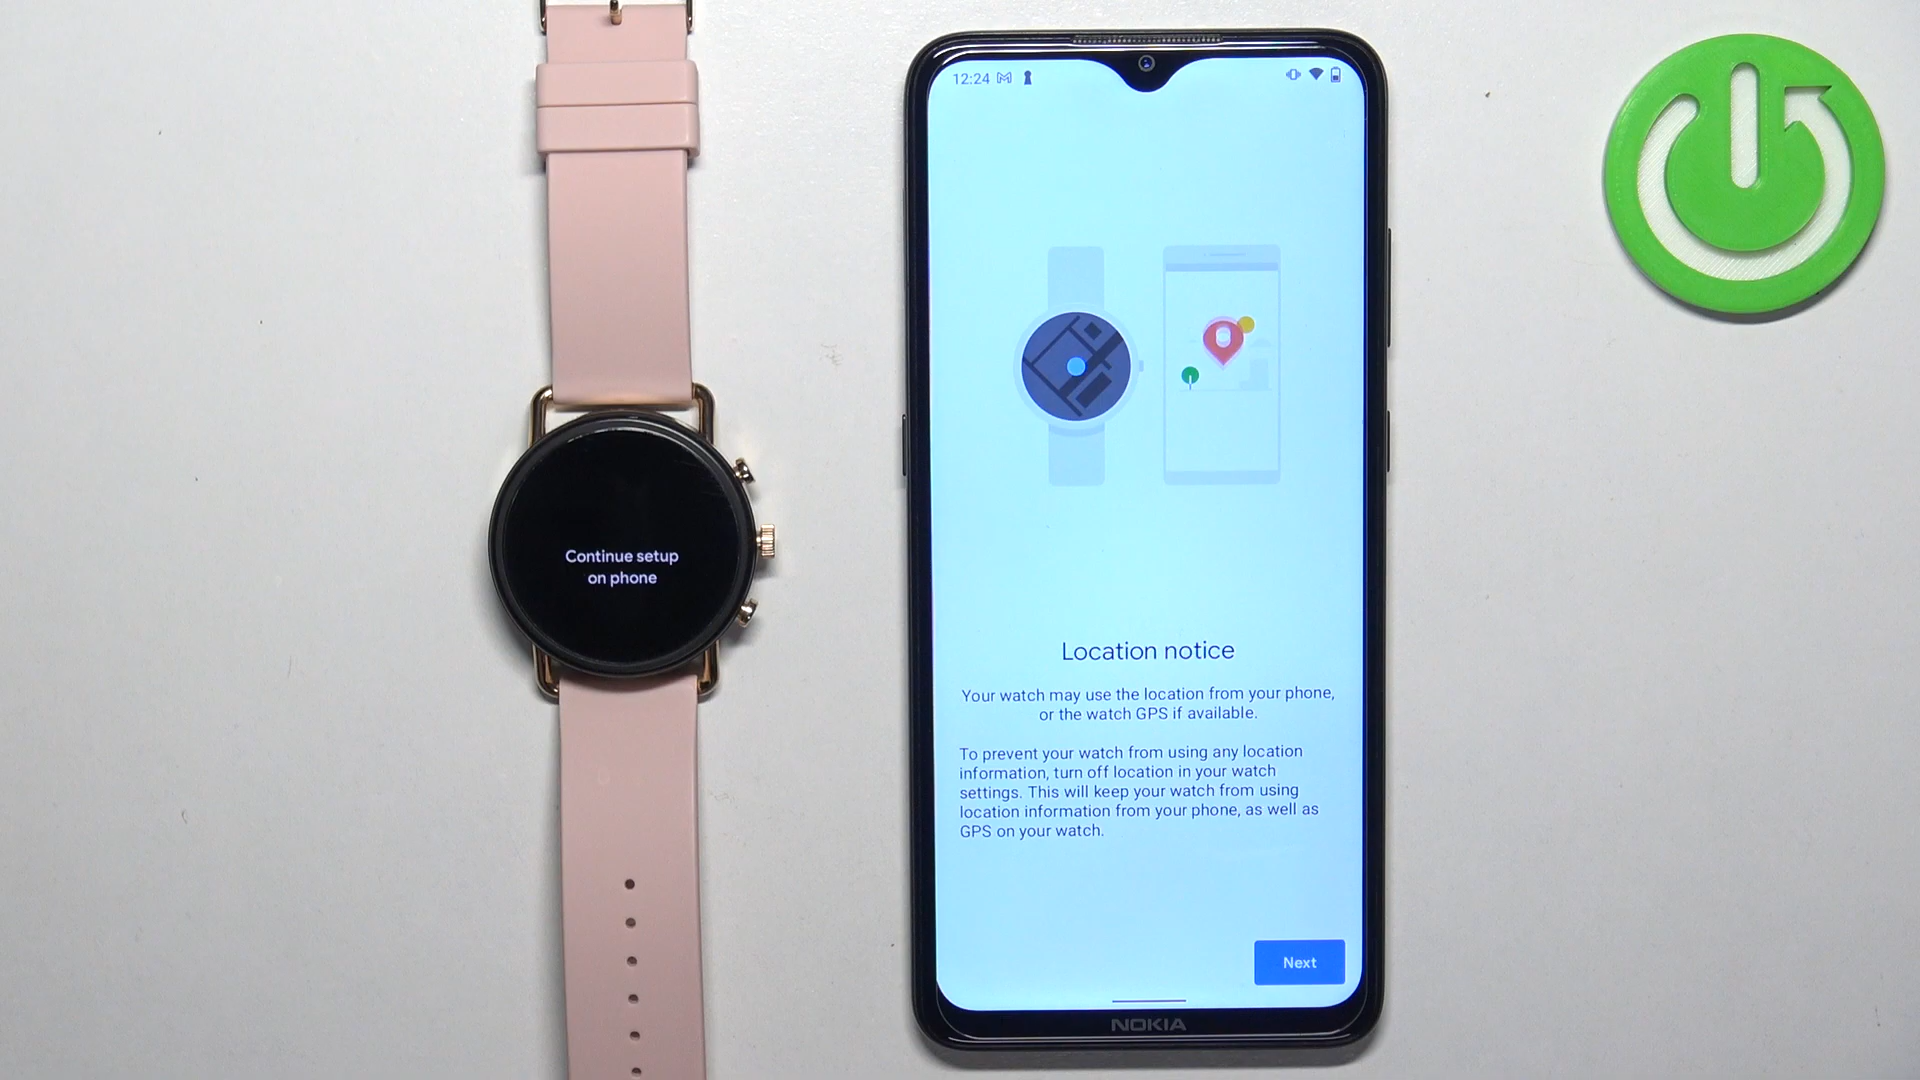 12:24
Continue setup
on phone
Location notice
Your watch may use the location from your phone,
or the watch GPS if available.
To prevent your watch from using any location
information, turn off location in your watch
settings. This will keep your watch from using
location information from your phone, as well as
GPS on your watch.
Next
NOKIA